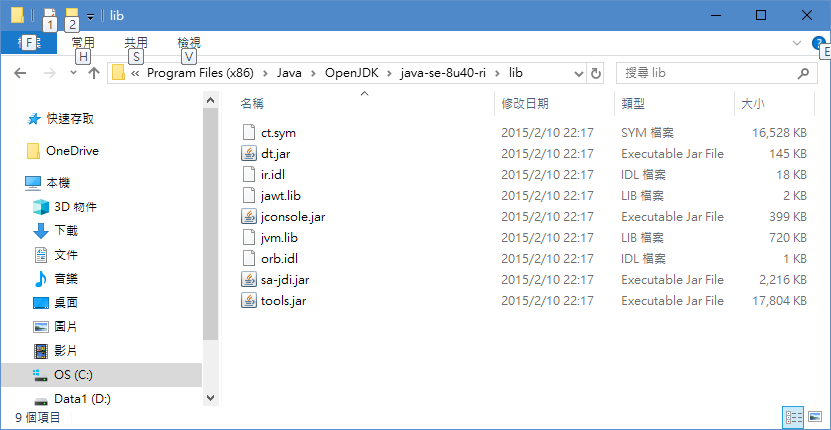 1 2 lib
F H S V E
檔案 常用 共用 檢視
« Program Files (x86) > Java > OpenJDK > java-se-8u40-ri > lib 搜尋 lib
名稱 修改日期 類型 大小
ct.sym 2015/2/10 22:17 SYM 檔案 16,528 KB
dt.jar 2015/2/10 22:17 Executable Jar File 145 KB
ir.idl 2015/2/10 22:17 IDL 檔案 18 KB
jawt.lib 2015/2/10 22:17 LIB 檔案 2 KB
jconsole.jar 2015/2/10 22:17 Executable Jar File 399 KB
jvm.lib 2015/2/10 22:17 LIB 檔案 720 KB
orb.idl 2015/2/10 22:17 IDL 檔案 1 KB
sa-jdi.jar 2015/2/10 22:17 Executable Jar File 2,216 KB
tools.jar 2015/2/10 22:17 Executable Jar File 17,804 KB
快速存取
OneDrive
本機
3D 物件
下載
文件
音樂
桌面
圖片
影片
OS (C:)
Data1 (D:)
9 個項目